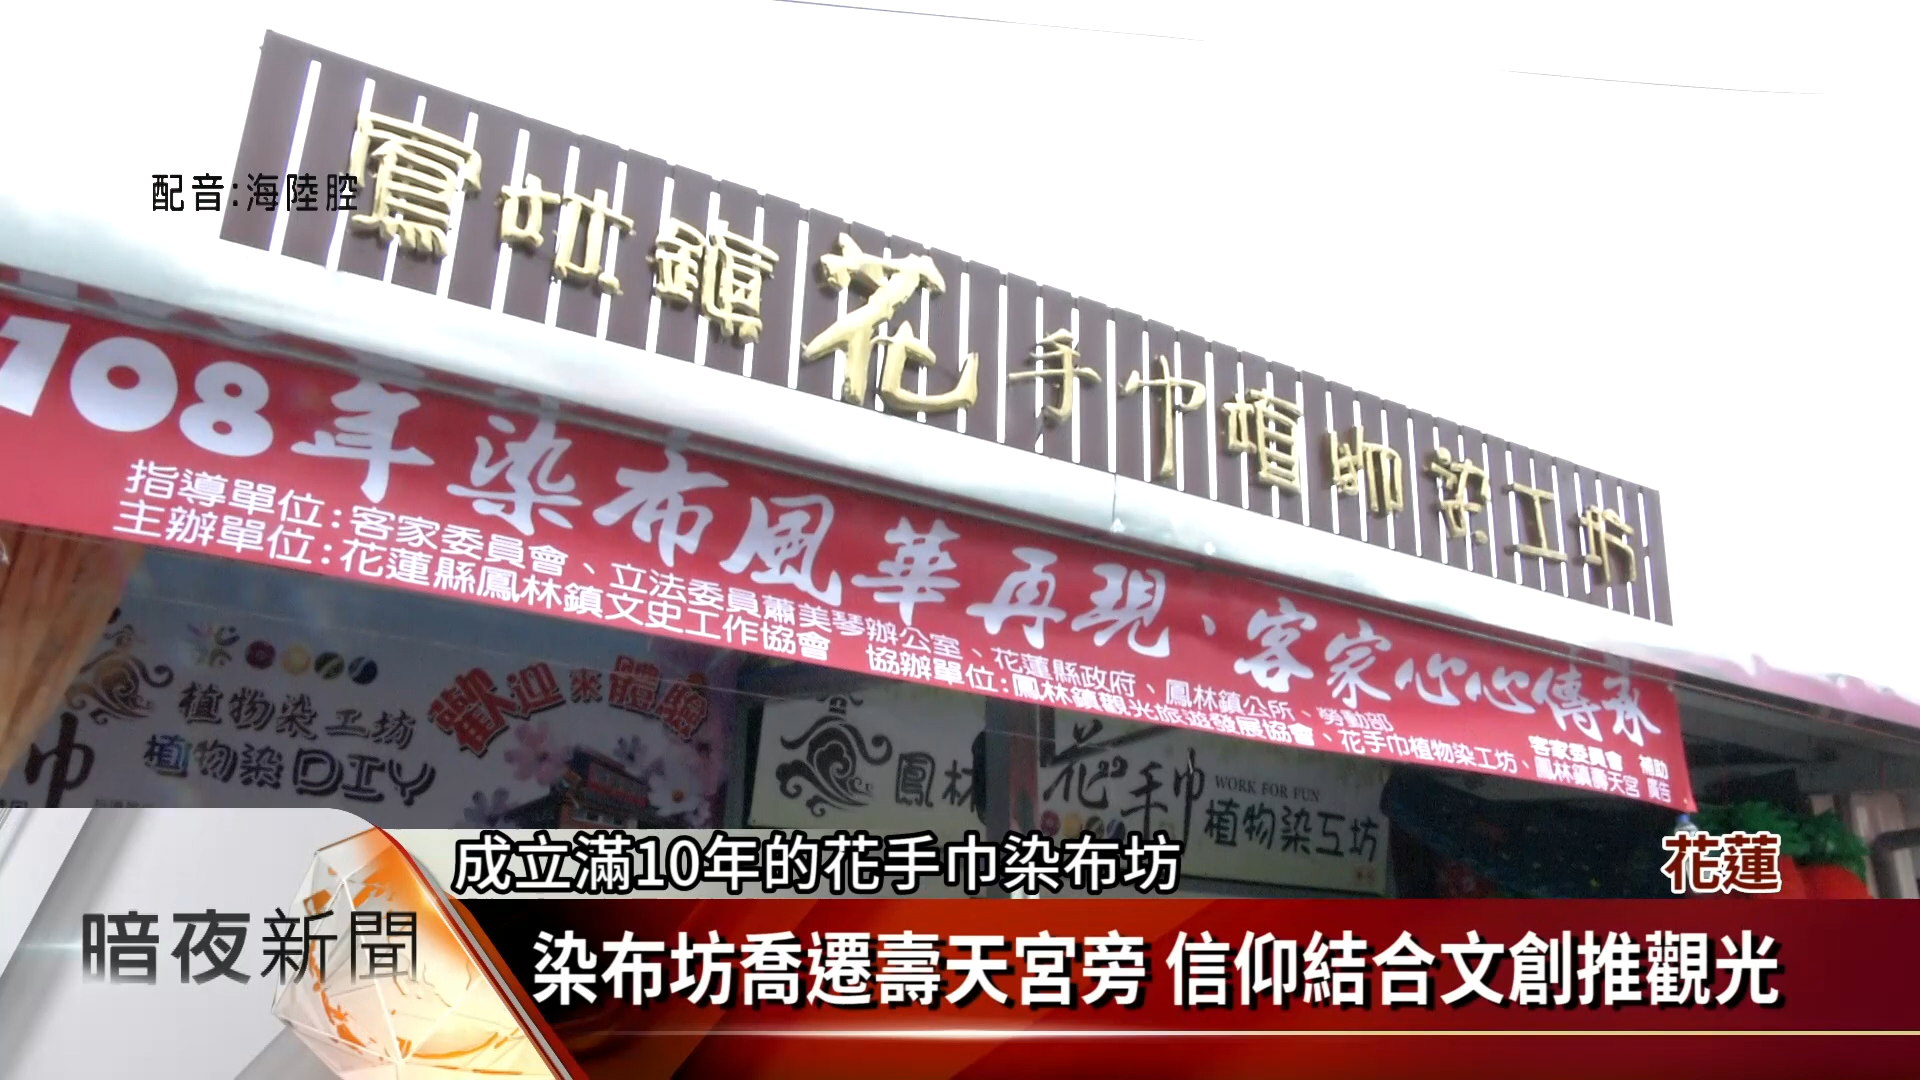 配音:海陸腔
鳳林鎮花手巾植物染工坊
108年染布風華再現、客家心心傳承
指導單位:客家委員會、立法委員蕭美琴辦公室、花蓮縣政府、鳳林鎮公所、勞動部
主辦單位:花蓮縣鳳林鎮文史工作協會 協辦單位:鳳林鎮觀光旅遊發展協會、花手巾植物染工坊、鳳林鎮壽天宮
客家委員會 補助
廣告
植物染工坊
植物染DIY
歡迎來體驗
巾
鳳林
花手巾
WORK FOR FUN
植物染工坊
成立滿10年的花手巾染布坊
花蓮
暗夜新聞
染布坊喬遷壽天宮旁 信仰結合文創推觀光